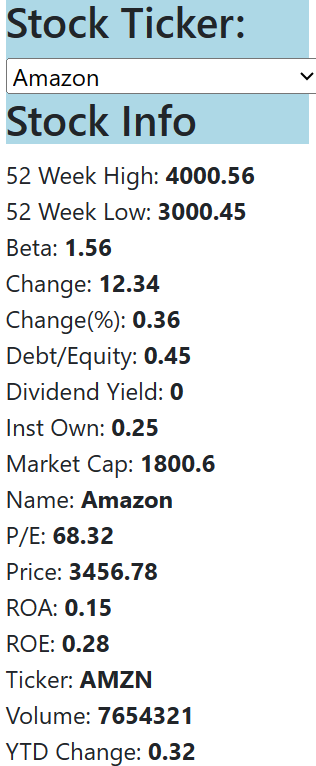 Stock Ticker:
Amazon
Stock Info
52 Week High: 4000.56
52 Week Low: 3000.45
Beta: 1.56
Change: 12.34
Change(%): 0.36
Debt/Equity: 0.45
Dividend Yield: 0
Inst Own: 0.25
Market Cap: 1800.6
Name: Amazon
P/E: 68.32
Price: 3456.78
ROA: 0.15
ROE: 0.28
Ticker: AMZN
Volume: 7654321
YTD Change: 0.32